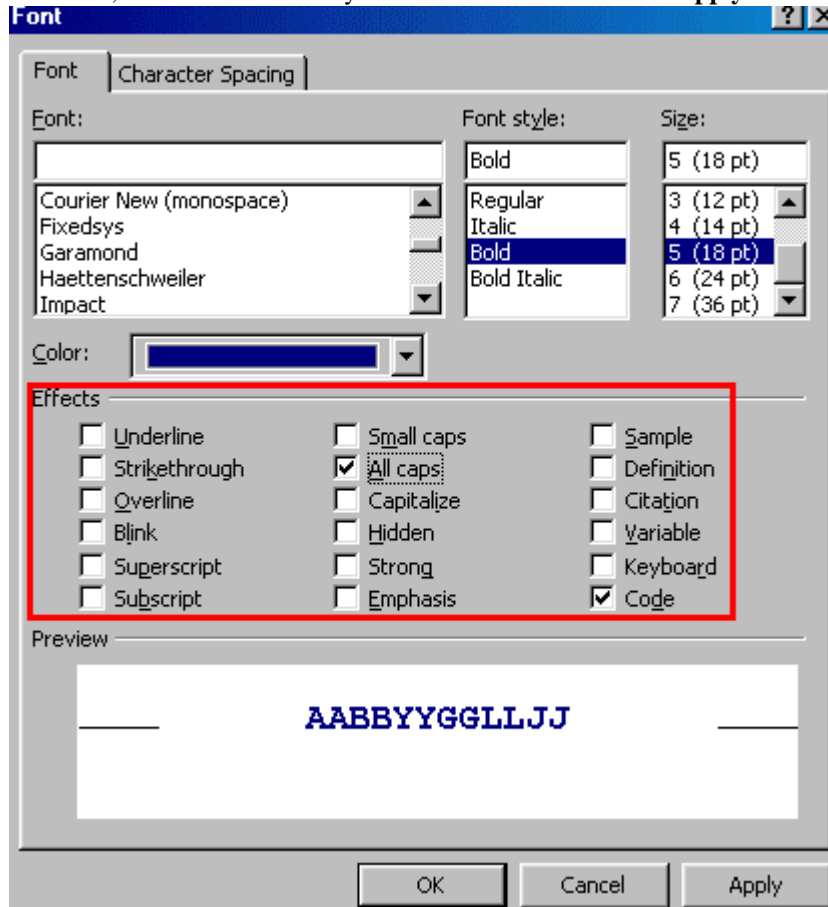 Font
Font Character Spacing
Font: Font style: Size:
Bold 5 (18 pt)
Courier New (monospace) Regular 3 (12 pt)
Fixedsys Italic 4 (14 pt)
Garamond Bold 5 (18 pt)
Haettenschweiler Bold Italic 6 (24 pt)
Impact 7 (36 pt)
Color:
Effects
Underline Small caps Sample
Strikethrough All caps Definition
Overline Capitalize Citation
Blink Hidden Variable
Superscript Strong Keyboard
Subscript Emphasis Code
Preview
AABBYYGGLLJJ
OK Cancel Apply